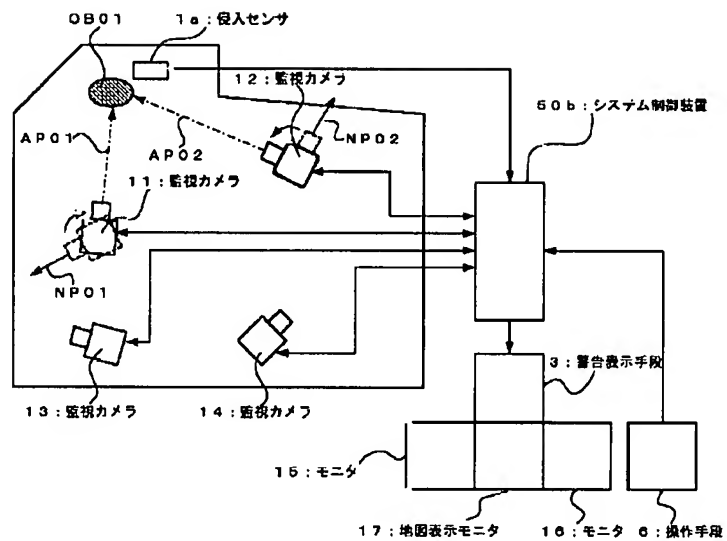 OB01
1a:侵入センサ
12:監視カメラ
50b:システム制御装置
NP02
AP01
AP02
11:監視カメラ
NP01
3:警告表示手段
13:監視カメラ
14:監視カメラ
15:モニタ
17:地図表示モニタ
16:モニタ
6:操作手段